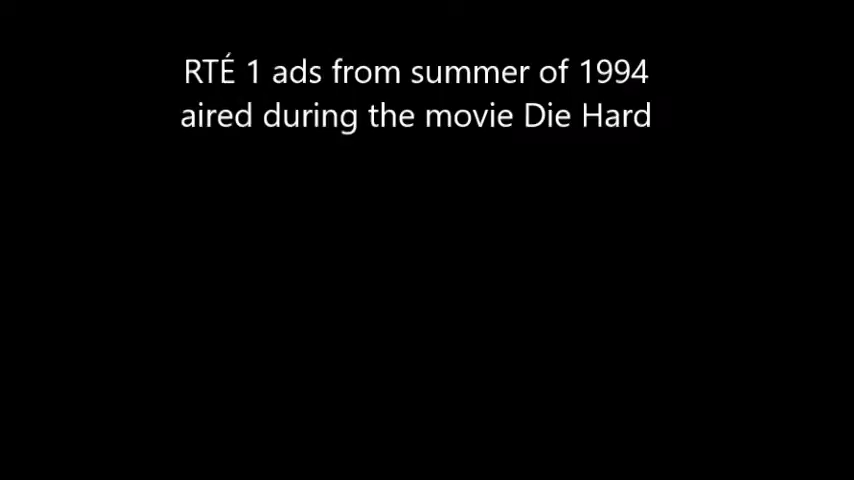 RTÉ 1 ads from summer of 1994
aired during the movie Die Hard